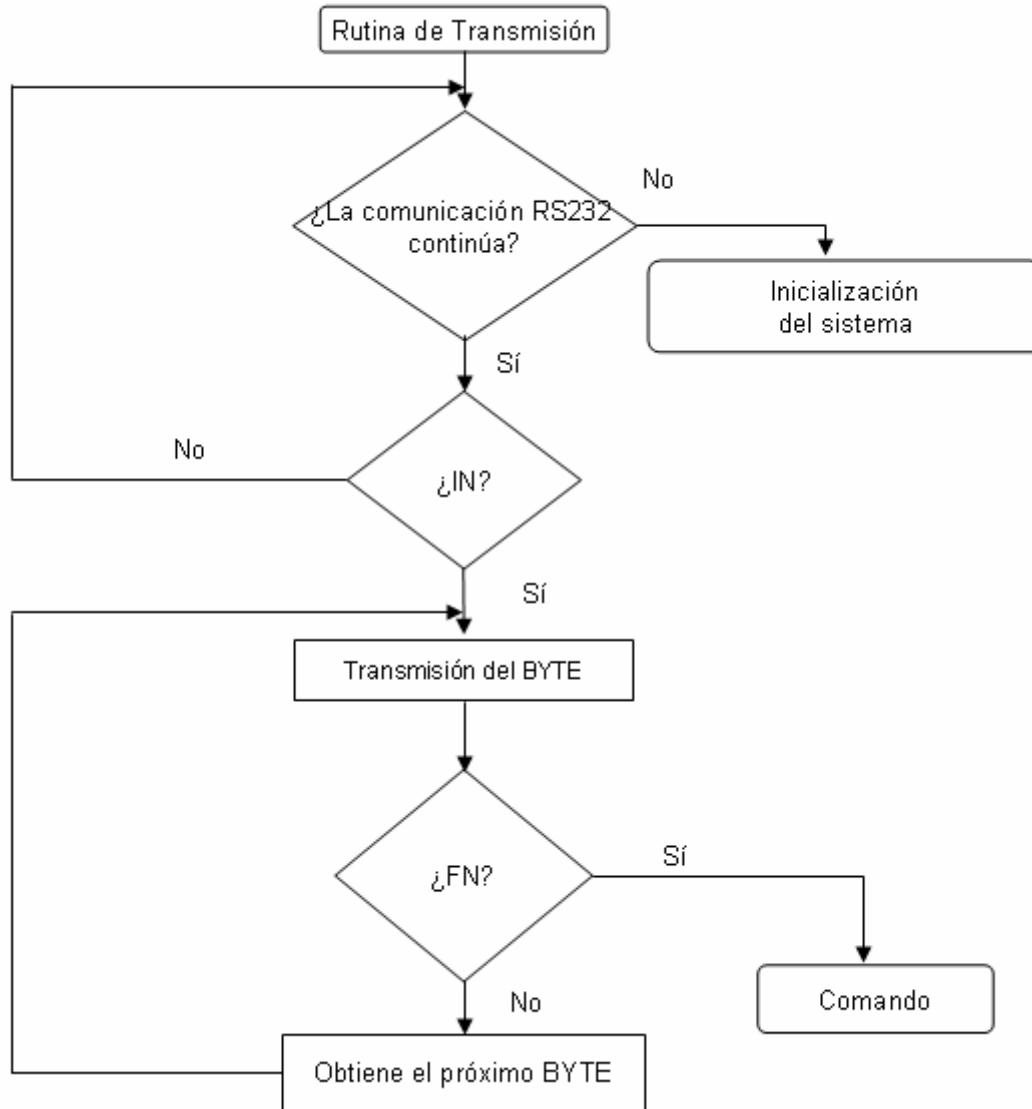 Rutina de Transmisión
No
¿La comunicación RS232
continúa?
Inicialización
del sistema
Sí
No
¿IN?
Sí
Transmisión del BYTE
Sí
¿FN?
Comando
No
Obtiene el próximo BYTE